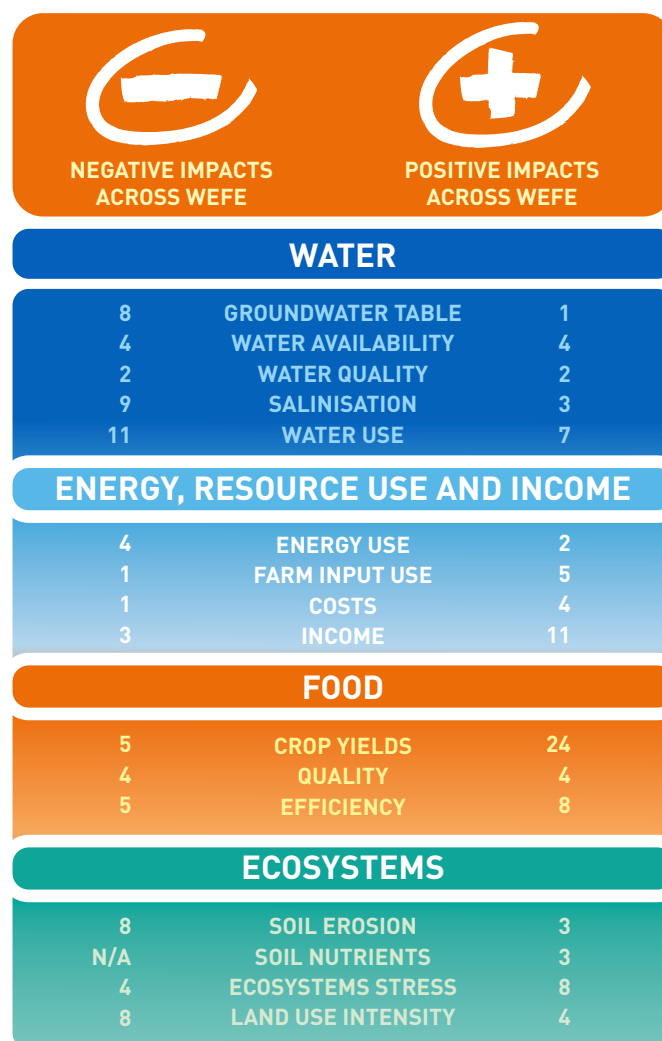 NEGATIVE IMPACTS
ACROSS WEFE
POSITIVE IMPACTS
ACROSS WEFE
WATER
8 GROUNDWATER TABLE 1
4 WATER AVAILABILITY 4
2 WATER QUALITY 2
9 SALINISATION 3
11 WATER USE 7
ENERGY, RESOURCE USE AND INCOME
4 ENERGY USE 2
1 FARM INPUT USE 5
1 COSTS 4
3 INCOME 11
FOOD
5 CROP YIELDS 24
4 QUALITY 4
5 EFFICIENCY 8
ECOSYSTEMS
8 SOIL EROSION 3
N/A SOIL NUTRIENTS 3
4 ECOSYSTEMS STRESS 8
8 LAND USE INTENSITY 4